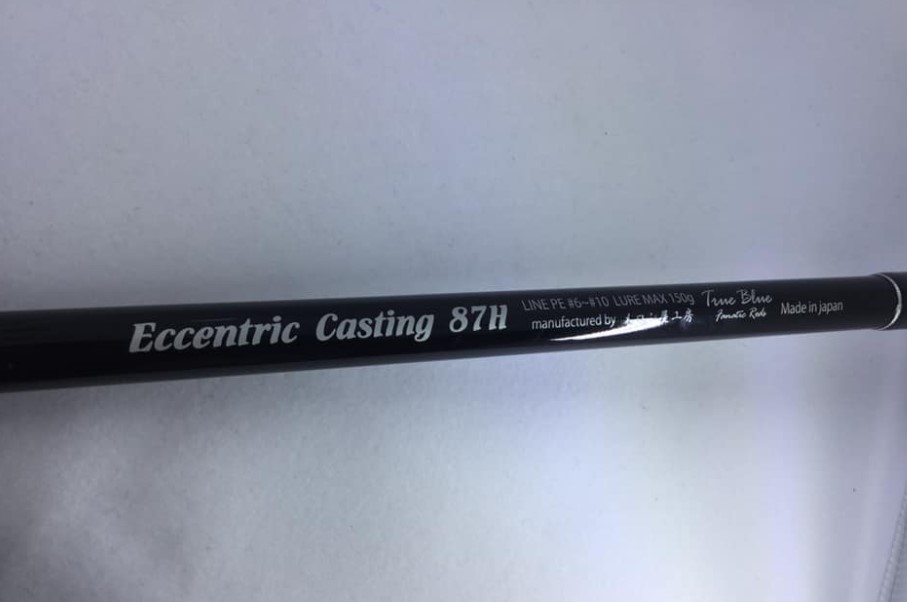 Eccentric Casting 87H
LINE PE #6~#10 LURE MAX 150g
manufactured by
True Blue
Fanatic Rods
Made in japan